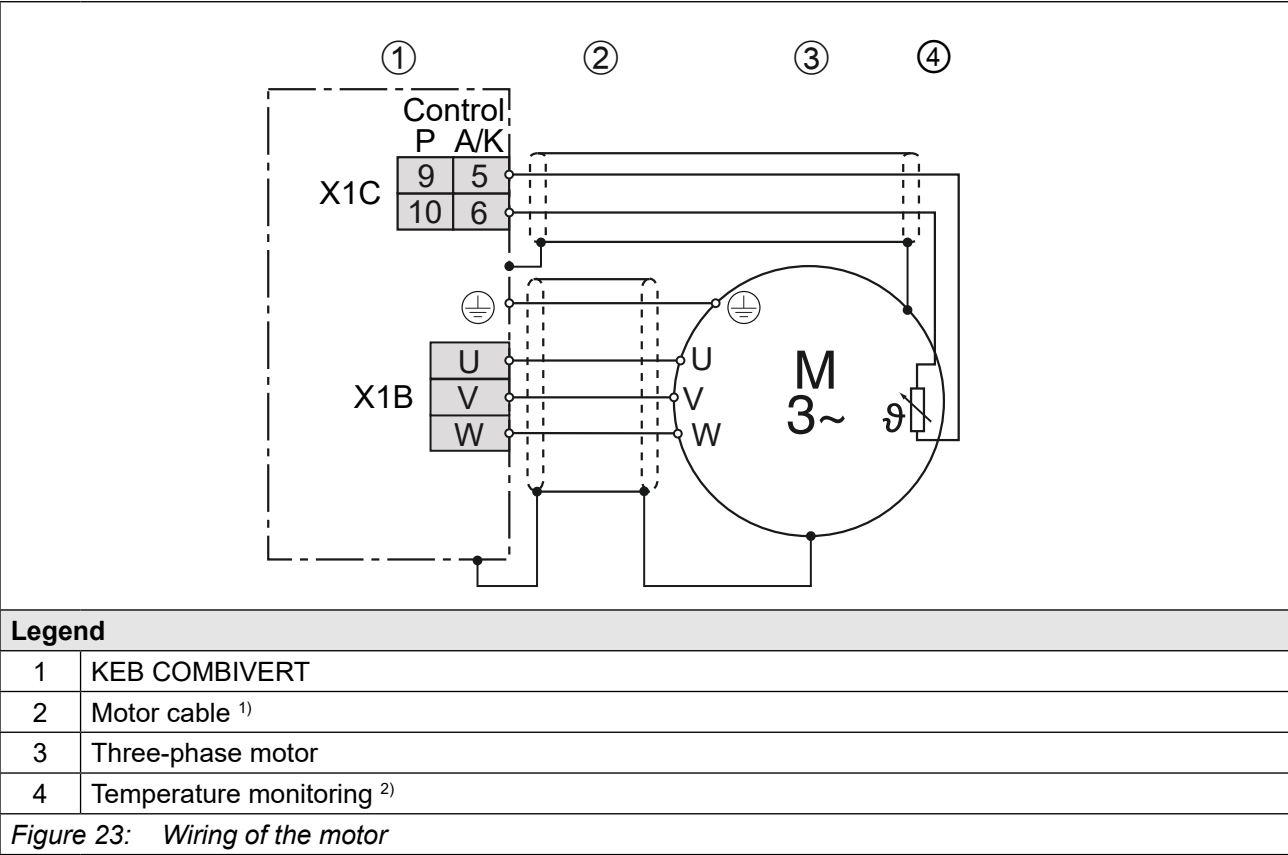 ① ② ③ ④
Control
P A/K
X1C
9 5
10 6
X1B
U
V
W
U
V
W
M
3~
ϑ
Legend
1 KEB COMBIVERT
2 Motor cable 1)
3 Three-phase motor
4 Temperature monitoring 2)
Figure 23: Wiring of the motor